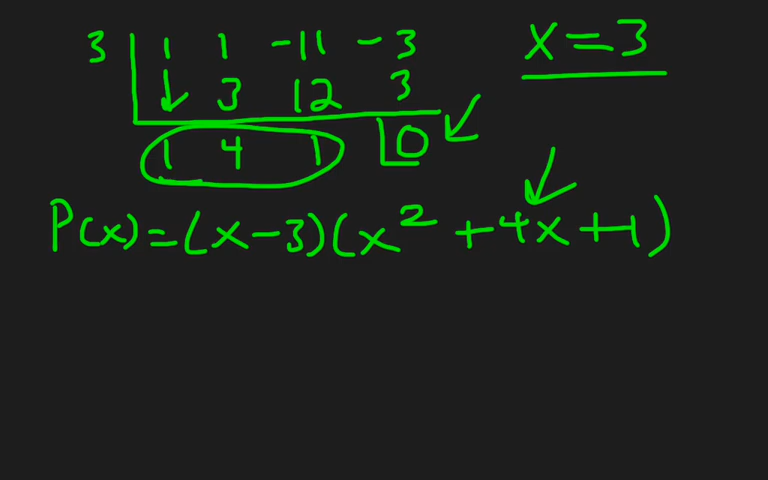 3 1 1 -11 -3 x=3
3 12 3
1 4 1 0
P(x)=(x-3)(x²+4x+1)